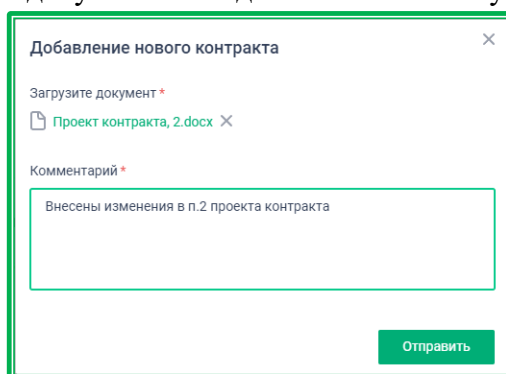 Добавление нового контракта
Загрузите документ *
Проект контракта, 2.docx
Комментарий *
Внесены изменения в п.2 проекта контракта
Отправить